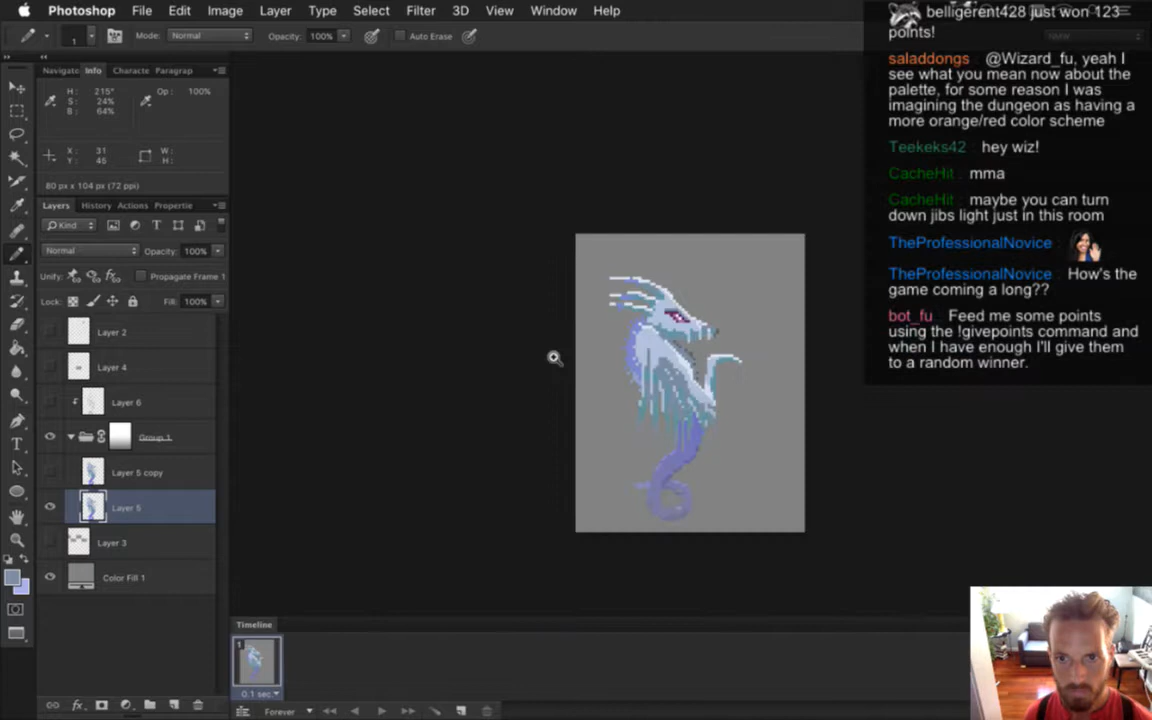 Photoshop File Edit Image Layer Type Select Filter 3D View Window Help
1 Mode: Normal Opacity: 100% Auto Erase
Navigate Info Characte Paragrap
H: 215° Op: 100%
S: 24%
B: 64%
X: 31 W:
Y: 46 H:
80 px x 104 px (72 ppi)
Layers History Actions Propertie
Kind
Normal Opacity: 100%
Unify: Propagate Frame 1
Lock: Fill: 100%
Layer 2
Layer 4
Layer 6
Group 1
Layer 5 copy
Layer 5
Layer 3
Color Fill 1
Timeline
1
0.1 sec.
Forever
belligerent428 just won 123
points!
saladdongs : @Wizard_fu, yeah I
see what you mean now about the
palette, for some reason I was
imagining the dungeon as having a
more orange/red color scheme
Teekeks42 : hey wiz!
CacheHit : mma
CacheHit : maybe you can turn
down jibs light just in this room
TheProfessionalNovice :
TheProfessionalNovice : How's the
game coming a long??
bot_fu : Feed me some points
using the !givepoints command and
when I have enough I'll give them
to a random winner.